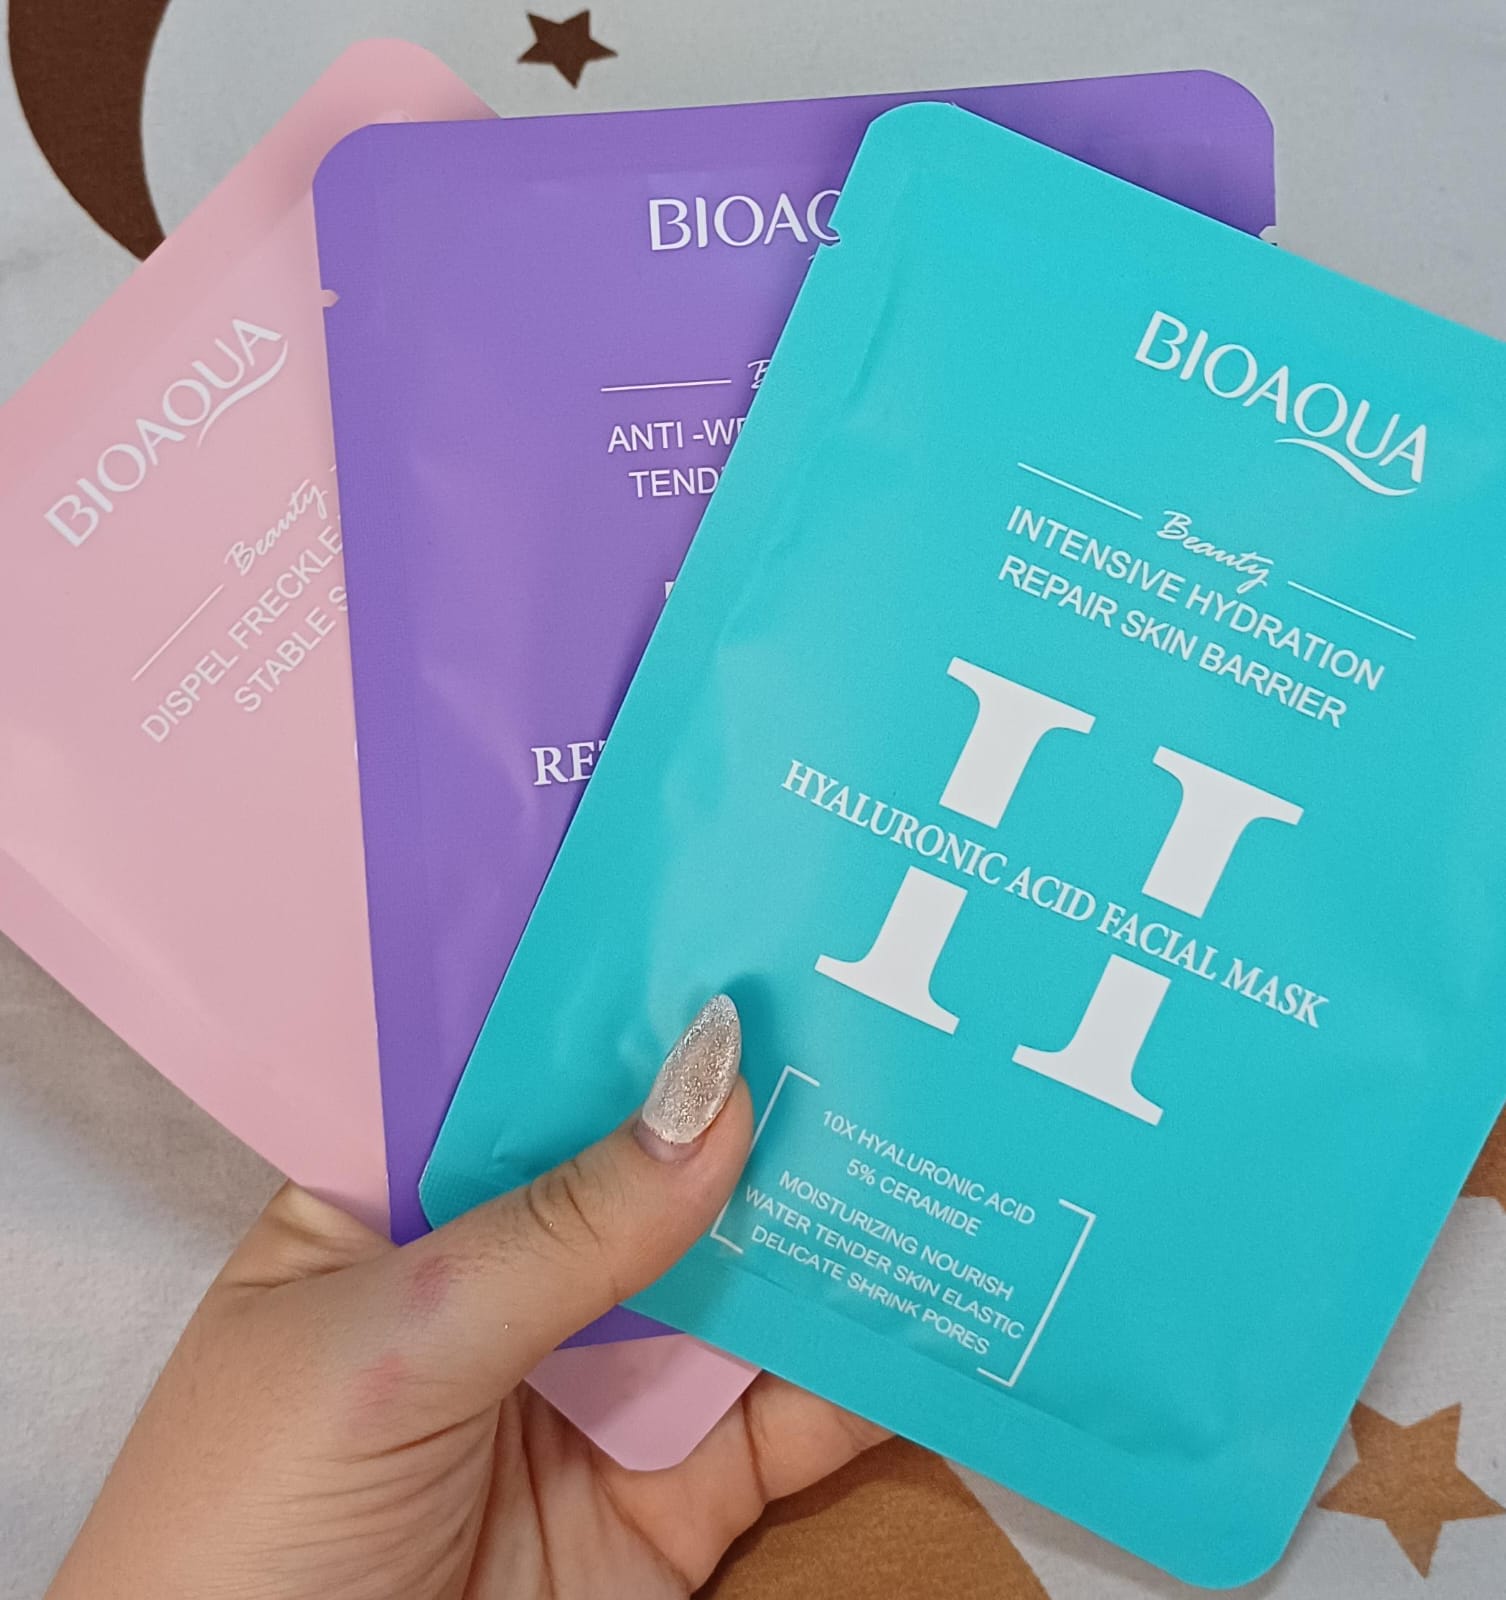 BIOAQUA
Beauty
DISPEL FRECKLE
STABLE S
BIOAQ
ANTI -W
TEND
RE
BIOAQUA
Beauty
INTENSIVE HYDRATION
REPAIR SKIN BARRIER
H
HYALURONIC ACID FACIAL MASK
10X HYALURONIC ACID
5% CERAMIDE
MOISTURIZING NOURISH
WATER TENDER SKIN ELASTIC
DELICATE SHRINK PORES